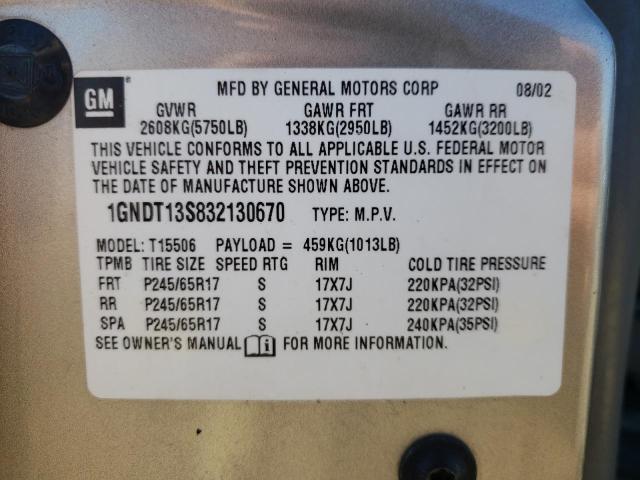 GM
MFD BY GENERAL MOTORS CORP 08/02
GVWR GAWR FRT GAWR RR
2608KG(5750LB) 1338KG(2950LB) 1452KG(3200LB)
THIS VEHICLE CONFORMS TO ALL APPLICABLE U.S. FEDERAL MOTOR
VEHICLE SAFETY AND THEFT PREVENTION STANDARDS IN EFFECT ON
THE DATE OF MANUFACTURE SHOWN ABOVE.
1GNDT13S832130670 TYPE: M.P.V.
MODEL: T15506 PAYLOAD = 459KG(1013LB)
TPMB TIRE SIZE SPEED RTG RIM COLD TIRE PRESSURE
FRT P245/65R17 S 17X7J 220KPA(32PSI)
RR P245/65R17 S 17X7J 220KPA(32PSI)
SPA P245/65R17 S 17X7J 240KPA(35PSI)
SEE OWNER'S MANUAL FOR MORE INFORMATION.